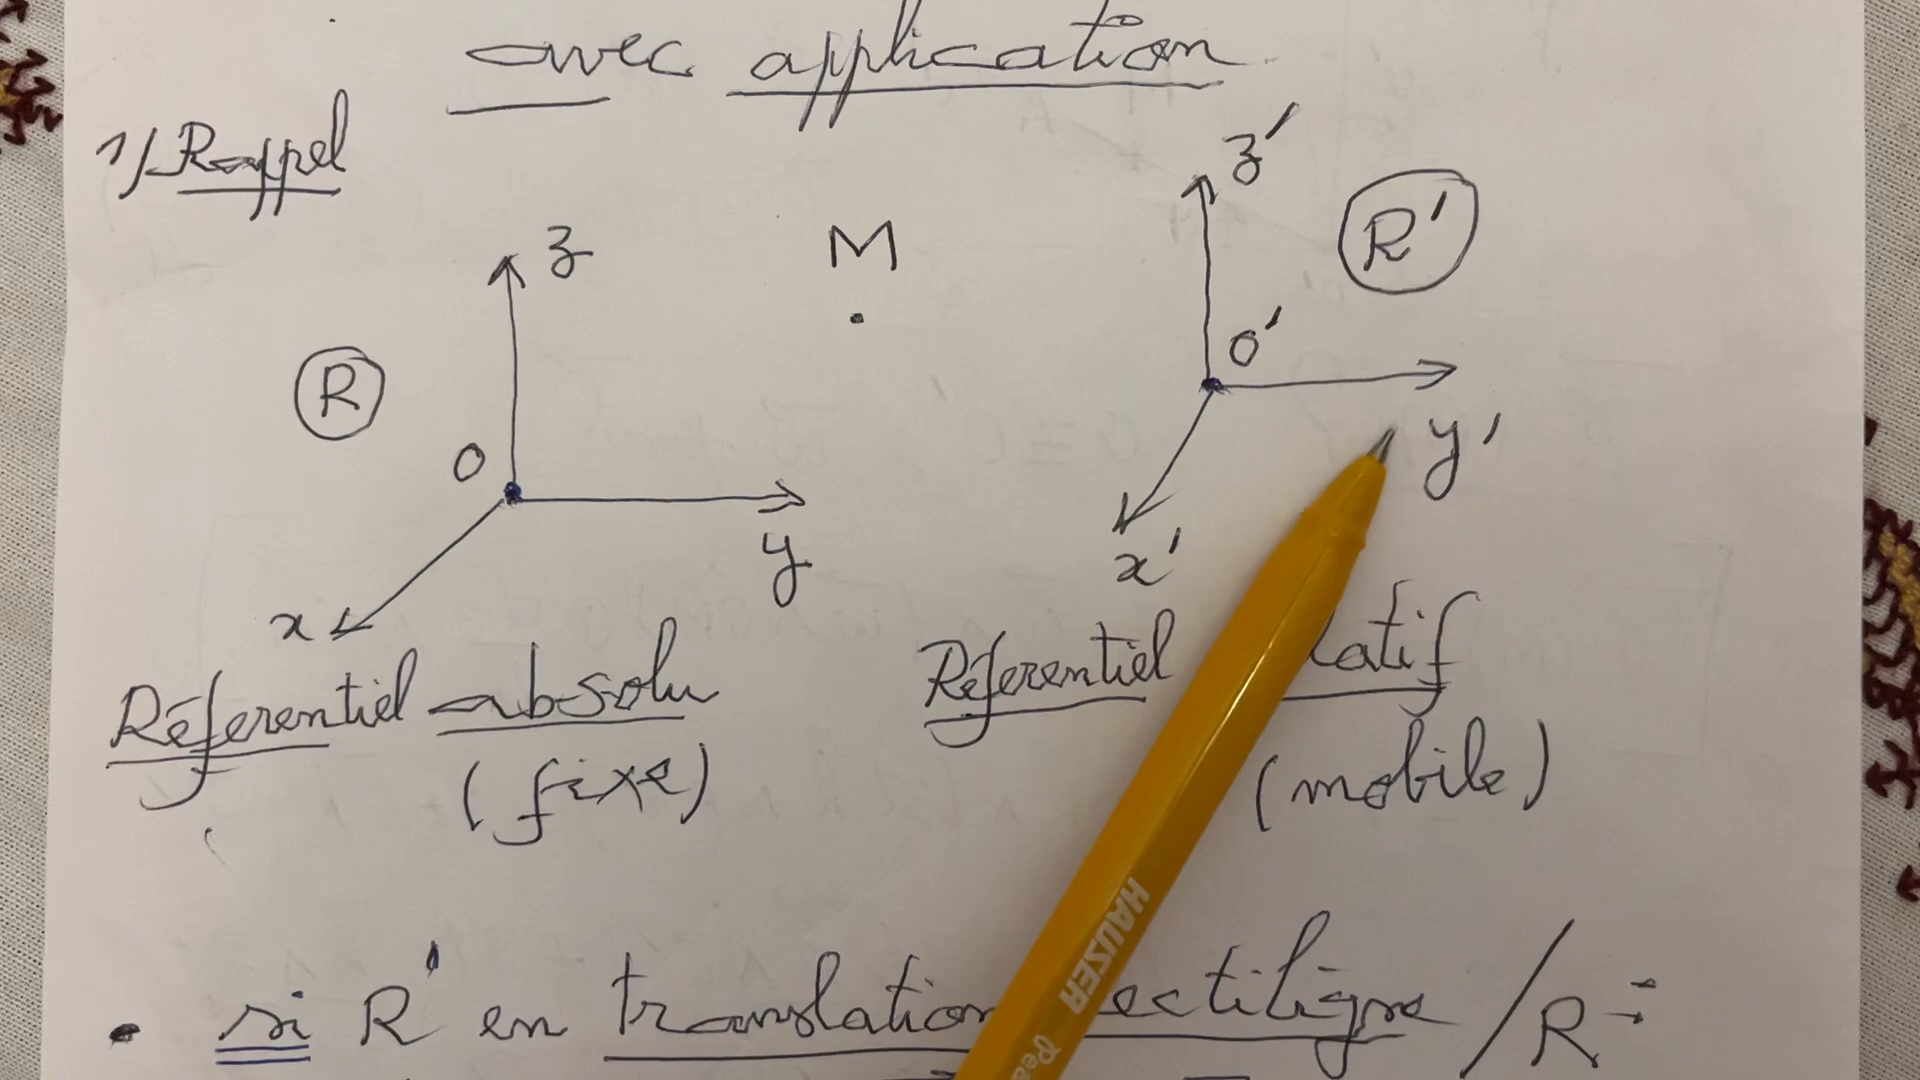 avec application
1/ Rappel
z'
R'
z
M
R
O'
O
y'
y
x'
x
Référentiel absolu
Référentiel latif
(fixe)
(mobile)
HAUSER
• si R' en translation ectiligne / R :